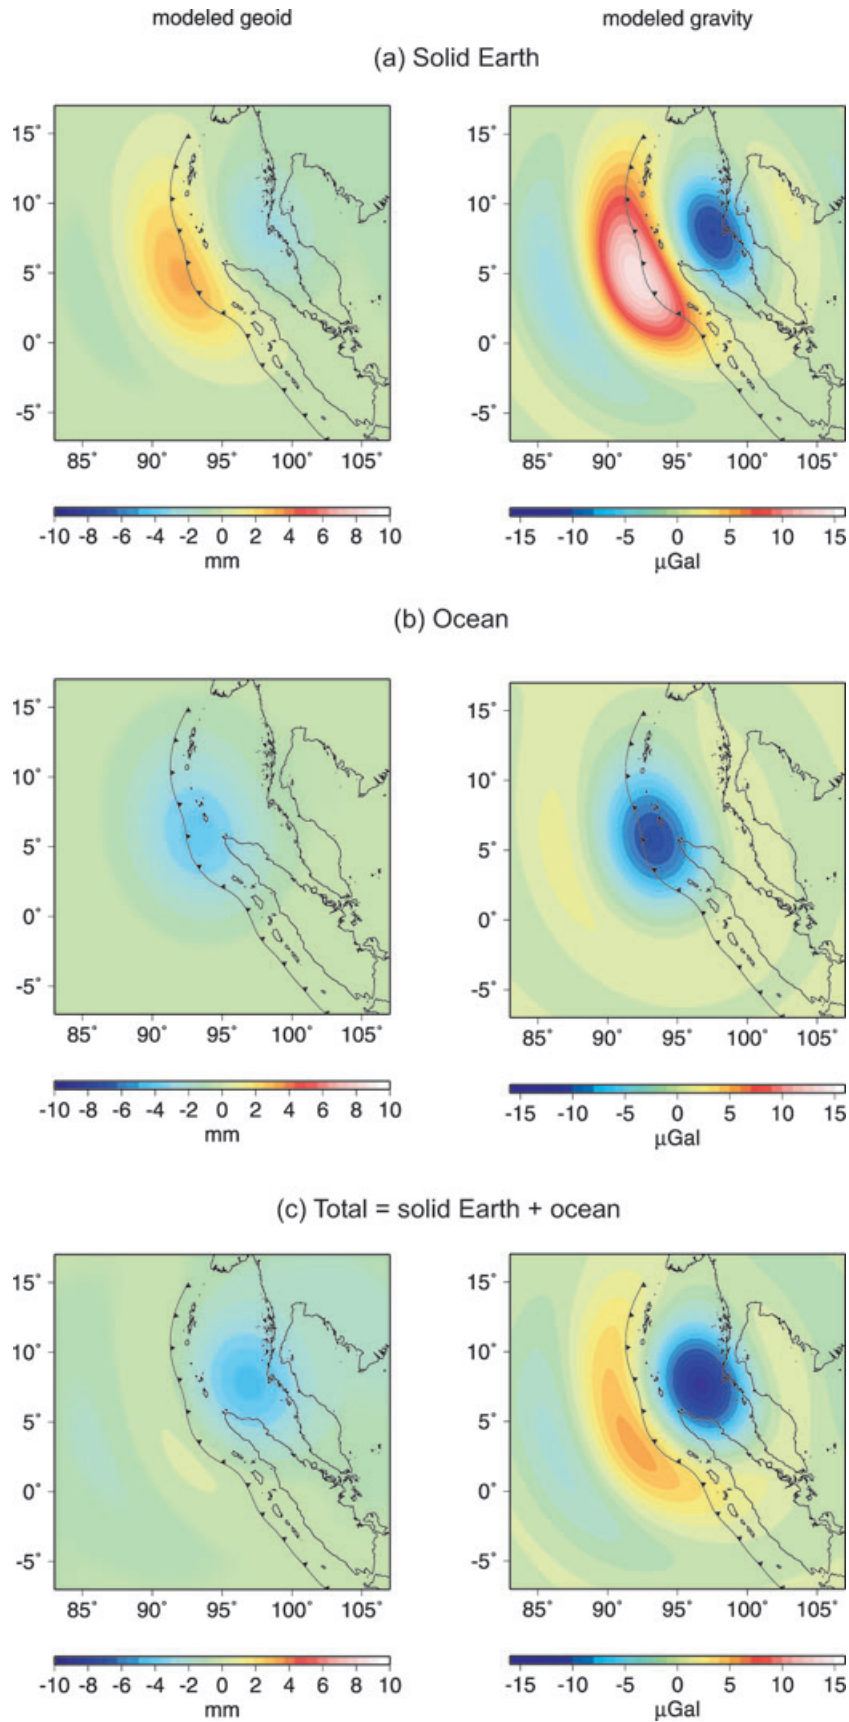 modeled geoid modeled gravity
(a) Solid Earth
15° 15°
10° 10°
5° 5°
0° 0°
-5° -5°
85° 90° 95° 100° 105° 85° 90° 95° 100° 105°
-10 -8 -6 -4 -2 0 2 4 6 8 10 -15 -10 -5 0 5 10 15
mm μGal
(b) Ocean
15° 15°
10° 10°
5° 5°
0° 0°
-5° -5°
85° 90° 95° 100° 105° 85° 90° 95° 100° 105°
-10 -8 -6 -4 -2 0 2 4 6 8 10 -15 -10 -5 0 5 10 15
mm μGal
(c) Total = solid Earth + ocean
15° 15°
10° 10°
5° 5°
0° 0°
-5° -5°
85° 90° 95° 100° 105° 85° 90° 95° 100° 105°
-10 -8 -6 -4 -2 0 2 4 6 8 10 -15 -10 -5 0 5 10 15
mm μGal